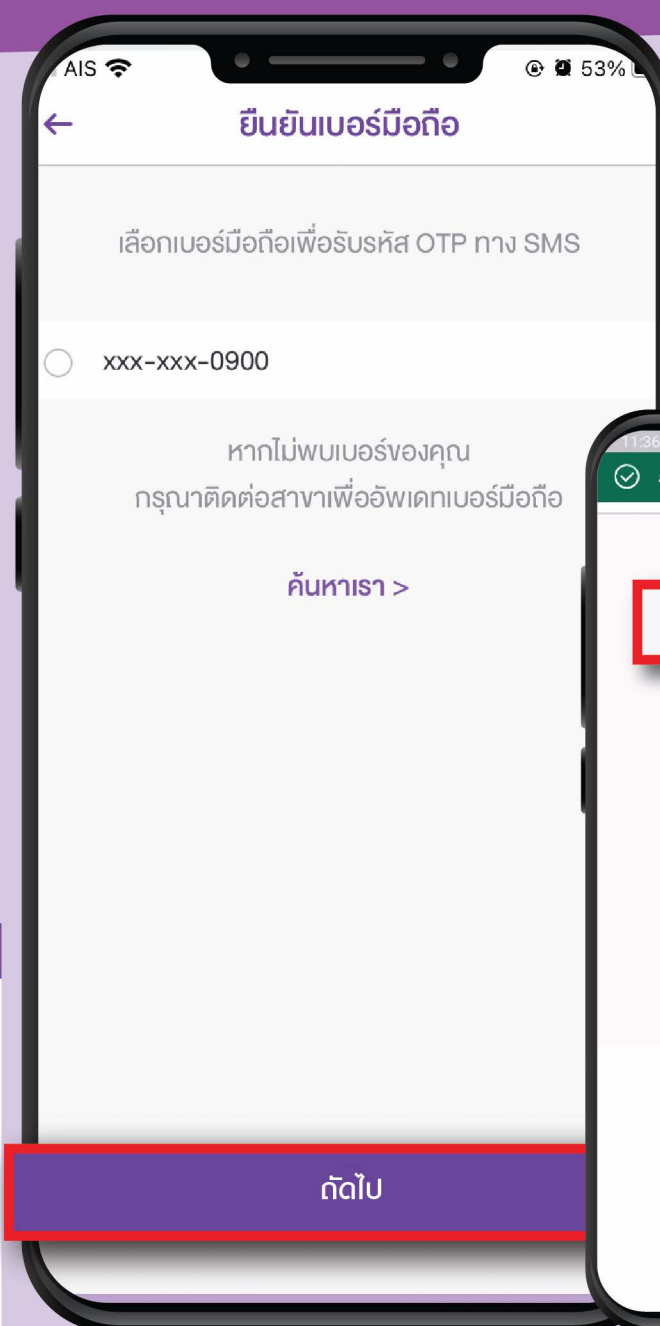 AIS
53%
ยืนยันเบอร์มือถือ
เลือกเบอร์มือถือเพื่อรับรหัส OTP ทาง SMS
xxx-xxx-0900
หากไม่พบเบอร์ของคุณ
กรุณาติดต่อสาขาเพื่ออัพเดทเบอร์มือถือ
ค้นหาเรา >
ถัดไป
11:36